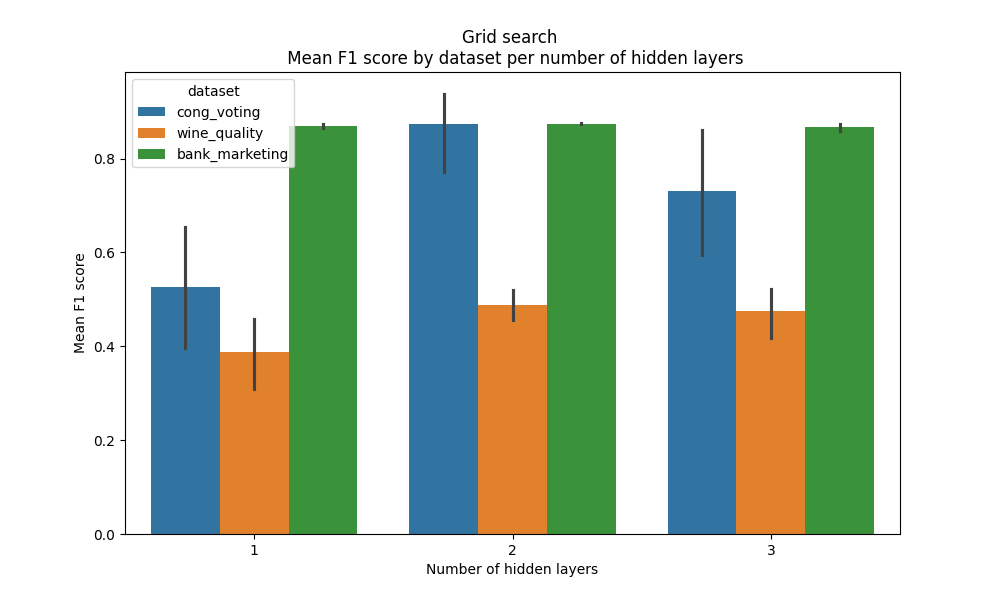 Grid search
Mean F1 score by dataset per number of hidden layers
dataset
cong_voting
wine_quality
bank_marketing
Mean F1 score
0.8
0.6
0.4
0.2
0.0
1
2
3
Number of hidden layers